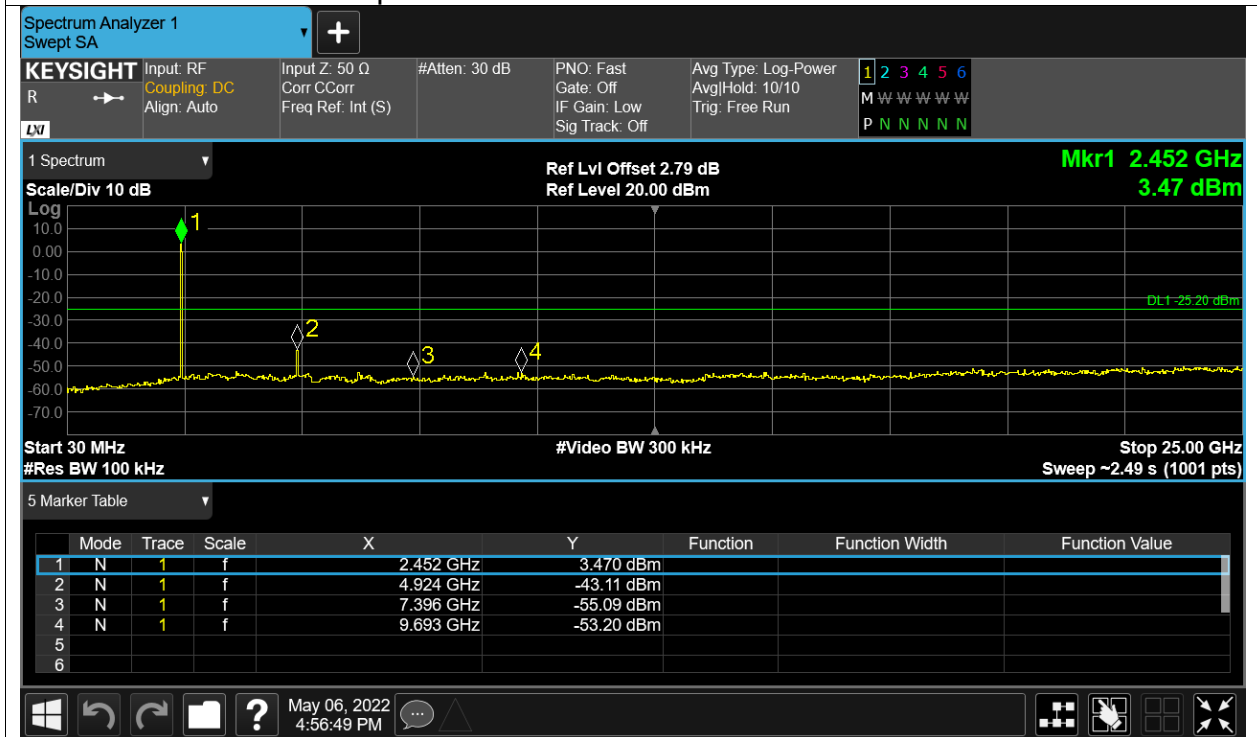 Spectrum Analyzer 1
Swept SA
+
KEYSIGHT Input: RF Input Z: 50 Ω #Atten: 30 dB PNO: Fast Avg Type: Log-Power 1 2 3 4 5 6
R Coupling: DC Corr CCorr Gate: Off Avg|Hold: 10/10 M W W W W W
Align: Auto Freq Ref: Int (S) IF Gain: Low Trig: Free Run
LXI Sig Track: Off P N N N N N N
1 Spectrum Ref Lvl Offset 2.79 dB Mkr1 2.452 GHz
Scale/Div 10 dB Ref Level 20.00 dBm 3.47 dBm
Log
10.0 1
0.00
-10.0
-20.0 DL1 -25.20 dBm
-30.0 2
-40.0 3 4
-50.0
-60.0
-70.0
Start 30 MHz #Video BW 300 kHz Stop 25.00 GHz
#Res BW 100 kHz Sweep ~2.49 s (1001 pts)
5 Marker Table
Mode Trace Scale X Y Function Function Width Function Value
1 N 1 f 2.452 GHz 3.470 dBm
2 N 1 f 4.924 GHz -43.11 dBm
3 N 1 f 7.396 GHz -55.09 dBm
4 N 1 f 9.693 GHz -53.20 dBm
5
6
? May 06, 2022
4:56:49 PM